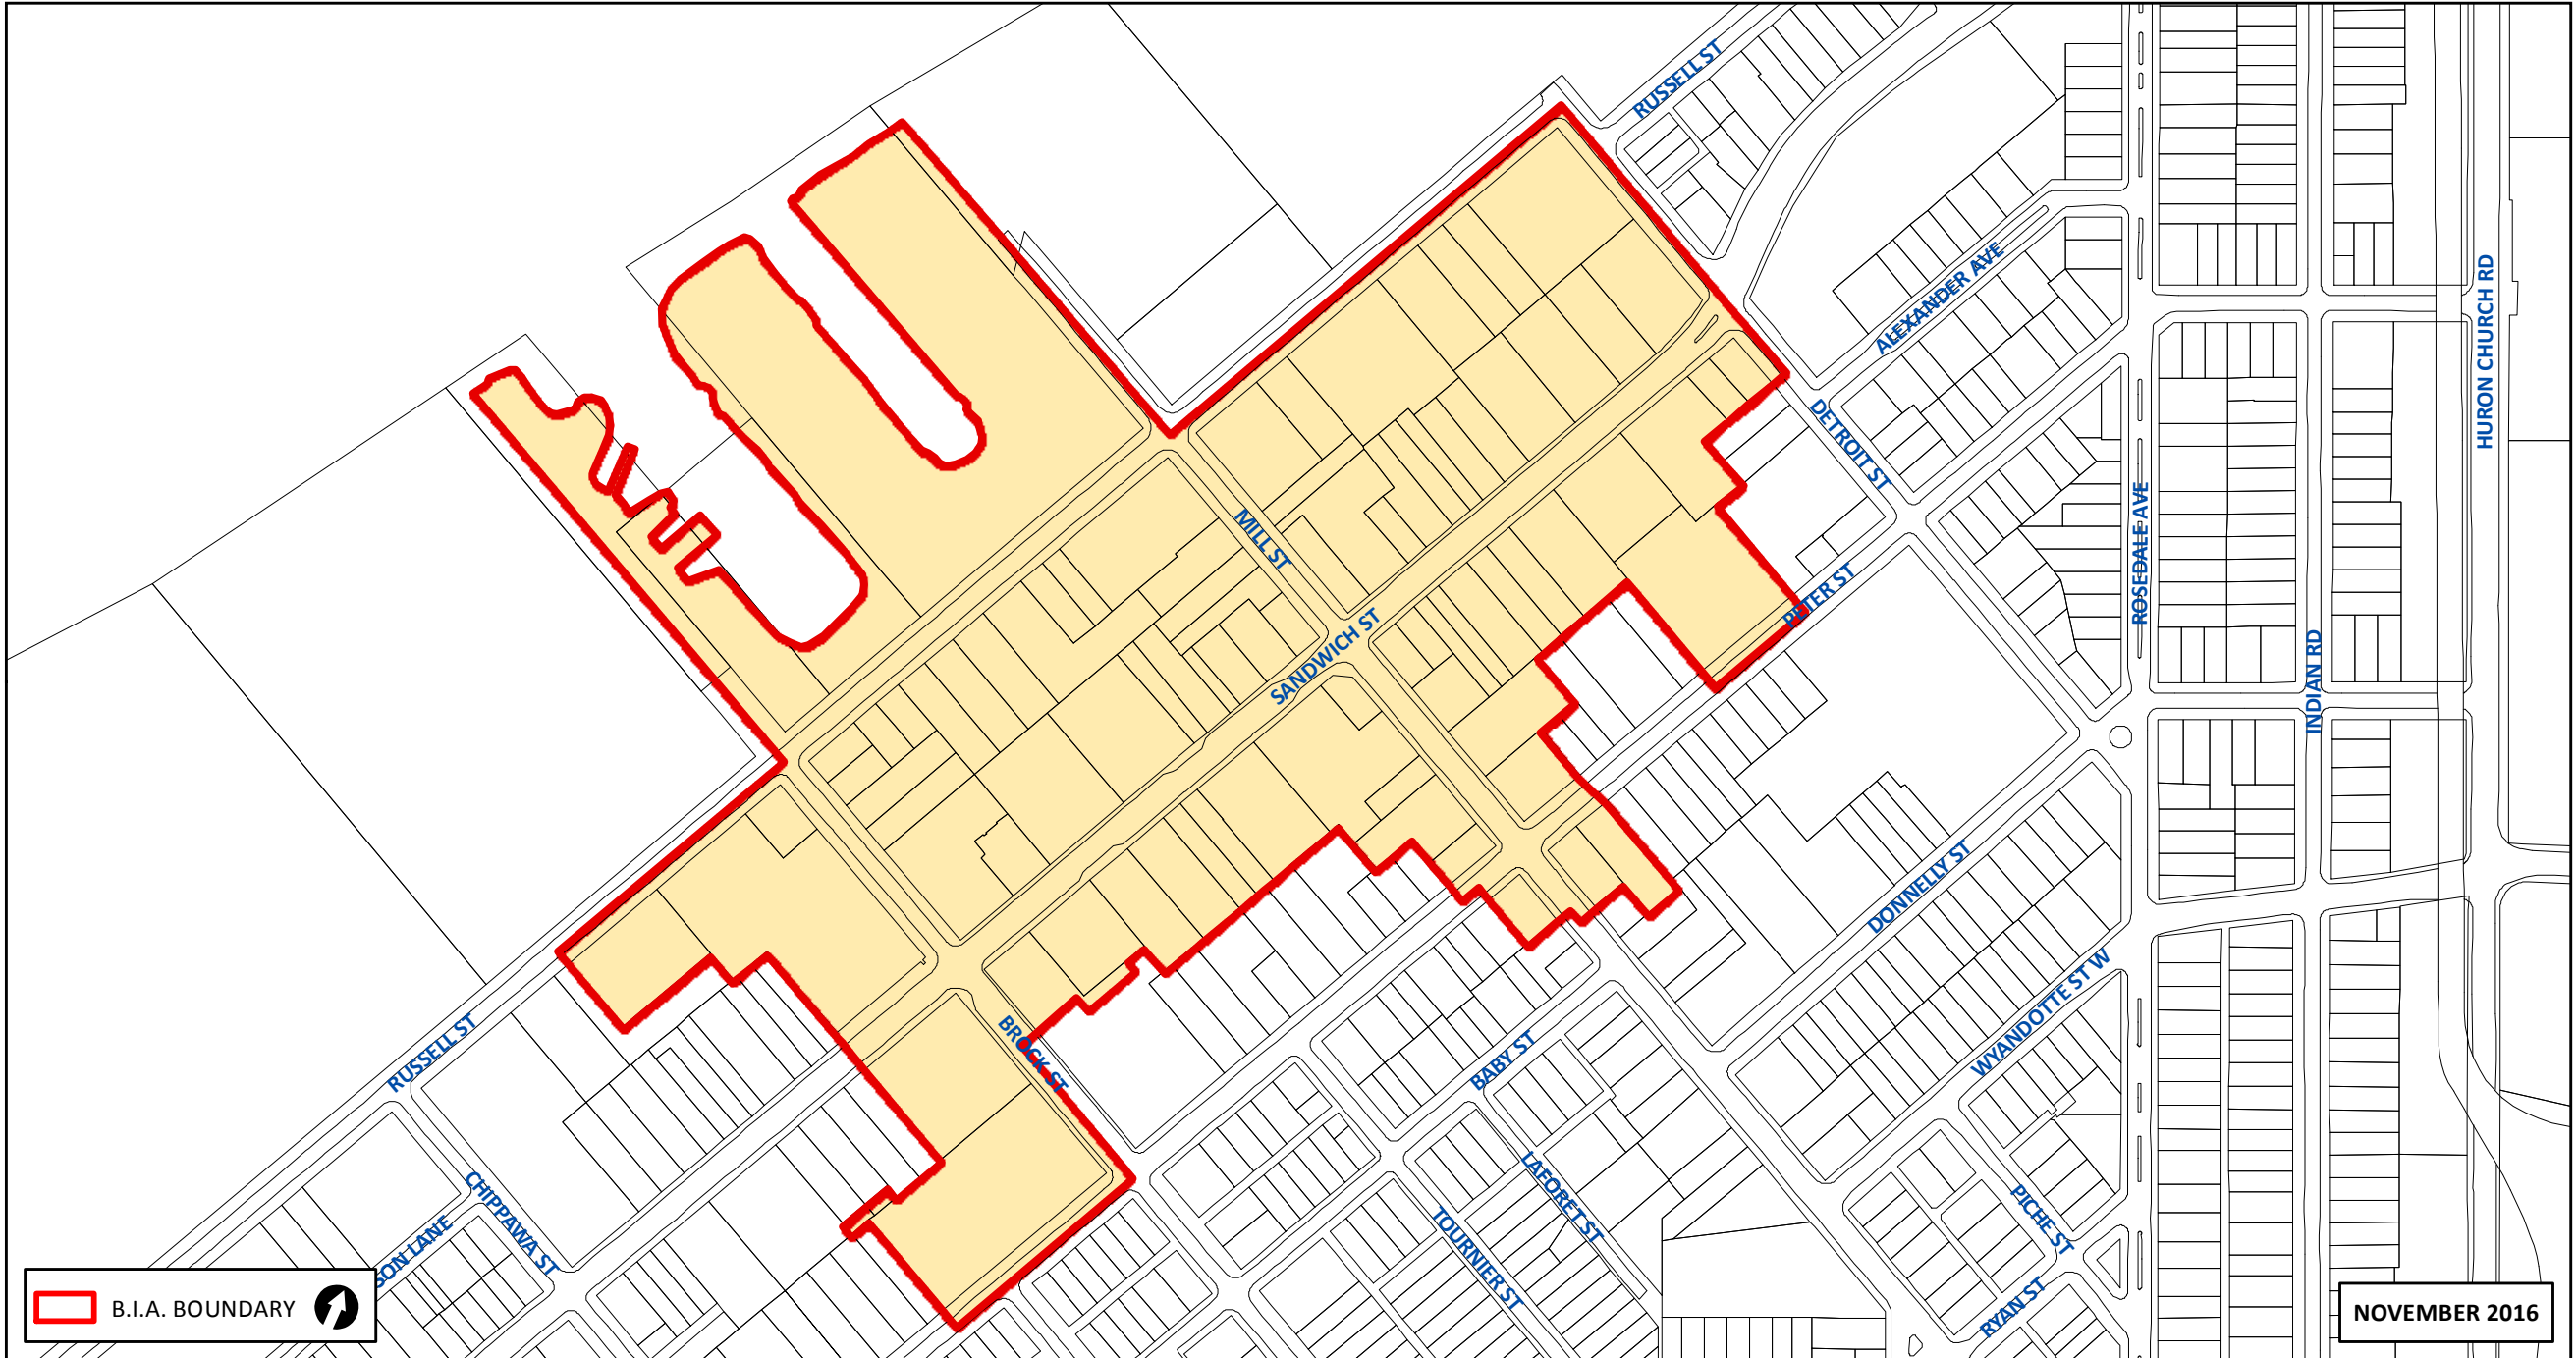 RUSSELL ST
ALEXANDER AVE
HURON CHURCH RD
DETROIT ST
ROSEDALE AVE
MILL ST
PETER ST
SANDWICH ST
INDIAN RD
DONNELLY ST
WYANDOTTE ST W
BROCK ST
RUSSELL ST
BABY ST
CHIPPAWA ST
LAFORET ST
PICHE ST
SON LANE
TOURNIER ST
RYAN ST
B.I.A. BOUNDARY
NOVEMBER 2016